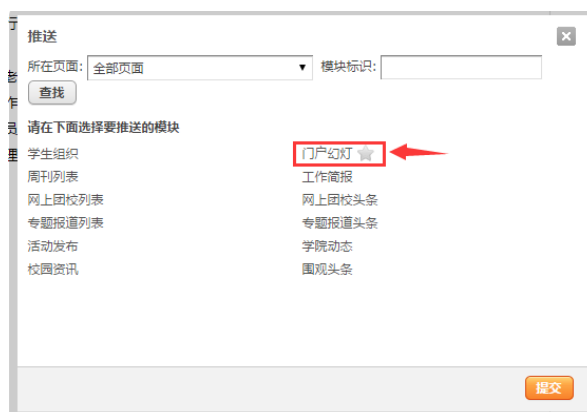 推送
所在页面: 全部页面 模块标识:
查找
请在下面选择要推送的模块
学生组织 门户幻灯
周刊列表 工作简报
网上团校列表 网上团校头条
专题报道列表 专题报道头条
活动发布 学院动态
校园资讯 围观头条
提交